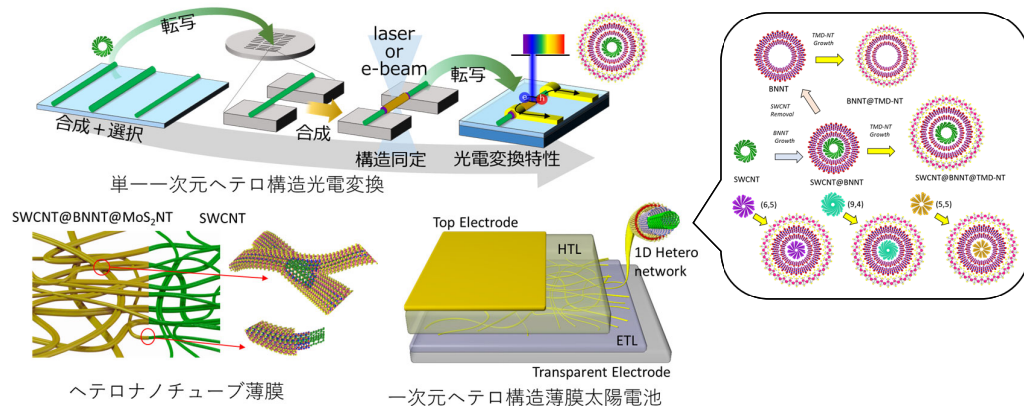 転写
laser
or
e-beam
転写
e
h
合成＋選択
合成
構造同定
光電変換特性
単一一次元ヘテロ構造光電変換
TMD-NT
Growth
BNNT
BNNT@TMD-NT
SWCNT
Removal
BNNT
Growth
TMD-NT
Growth
SWCNT
SWCNT@BNNT
SWCNT@BNNT@TMD-NT
(6,5)
(9,4)
(5,5)
SWCNT@BNNT@MoS₂NT
SWCNT
ヘテロナノチューブ薄膜
Top Electrode
HTL
1D Hetero
network
ETL
Transparent Electrode
一次元ヘテロ構造薄膜太陽電池